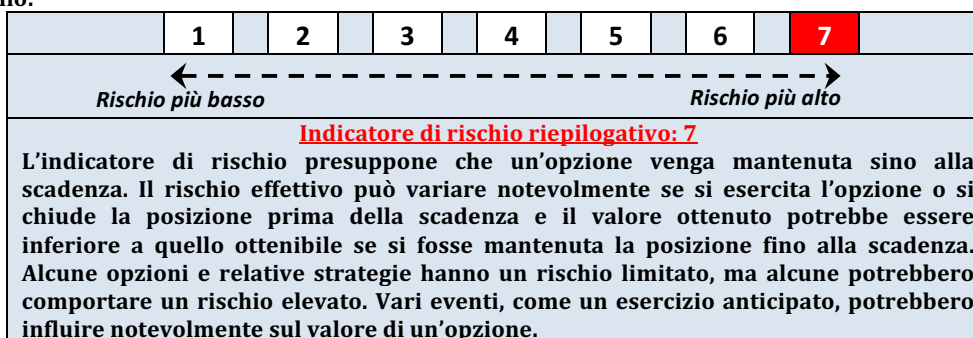 no:
1 2 3 4 5 6 7
Rischio più basso Rischio più alto
Indicatore di rischio riepilogativo: 7
L’indicatore di rischio presuppone che un’opzione venga mantenuta sino alla
scadenza. Il rischio effettivo può variare notevolmente se si esercita l’opzione o si
chiude la posizione prima della scadenza e il valore ottenuto potrebbe essere
inferiore a quello ottenibile se si fosse mantenuta la posizione fino alla scadenza.
Alcune opzioni e relative strategie hanno un rischio limitato, ma alcune potrebbero
comportare un rischio elevato. Vari eventi, come un esercizio anticipato, potrebbero
influire notevolmente sul valore di un’opzione.